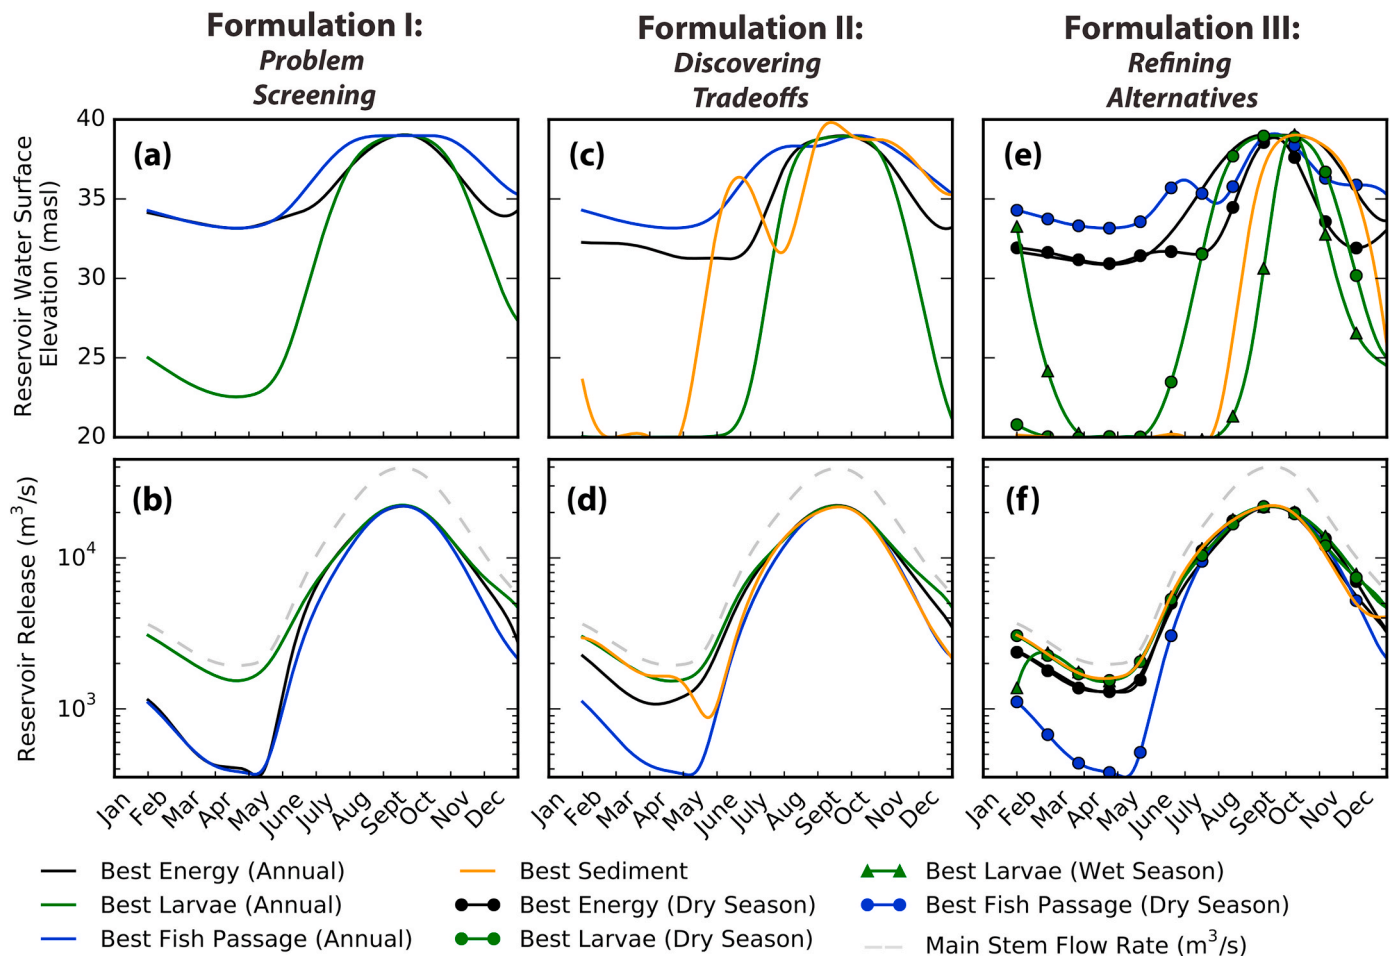 Formulation I:
Problem
Screening
Formulation II:
Discovering
Tradeoffs
Formulation III:
Refining
Alternatives
Reservoir Water Surface
Elevation (masl)
40
35
30
25
20
(a)
(c)
(e)
Reservoir Release (m³/s)
10⁴
10³
(b)
(d)
(f)
Jan Feb Mar Apr May June July Aug Sept Oct Nov Dec
Jan Feb Mar Apr May June July Aug Sept Oct Nov Dec
Jan Feb Mar Apr May June July Aug Sept Oct Nov Dec
Best Energy (Annual)
Best Larvae (Annual)
Best Fish Passage (Annual)
Best Sediment
Best Energy (Dry Season)
Best Larvae (Dry Season)
Best Larvae (Wet Season)
Best Fish Passage (Dry Season)
Main Stem Flow Rate (m³/s)